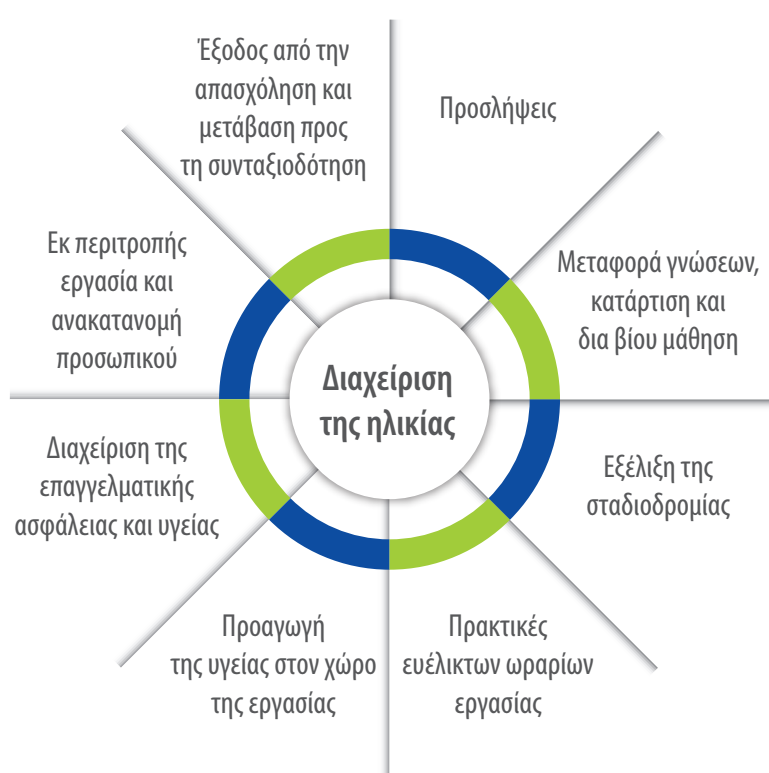 Έξοδος από την
απασχόληση και
μετάβαση προς
τη συνταξιοδότηση
Προσλήψεις
Μεταφορά γνώσεων,
κατάρτιση και
δια βίου μάθηση
Εξέλιξη της
σταδιοδρομίας
Πρακτικές
ευέλικτων ωραρίων
εργασίας
Προαγωγή
της υγείας στον χώρο
της εργασίας
Διαχείριση της
επαγγελματικής
ασφάλειας και υγείας
Εκ περιτροπής
εργασία και
ανακατανομή
προσωπικού
Διαχείριση
της ηλικίας